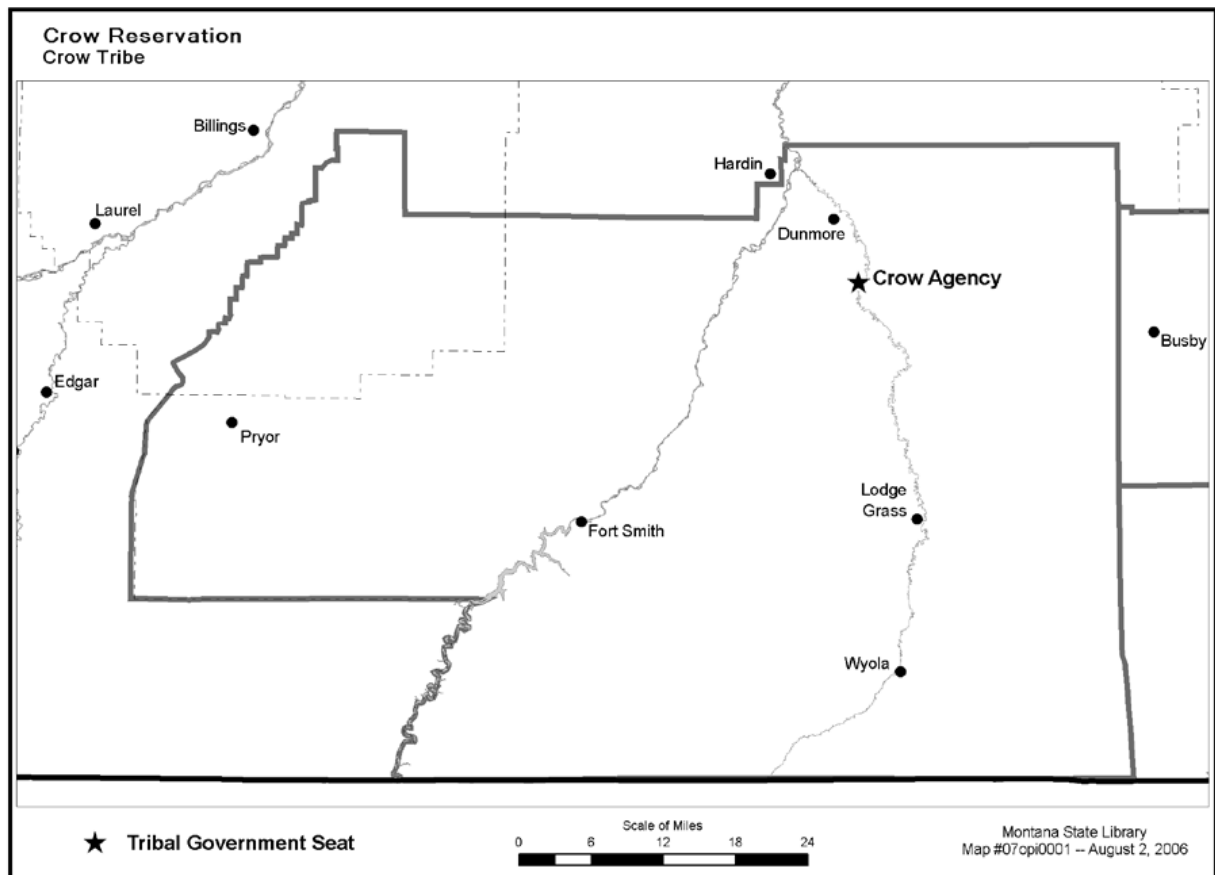 Crow Reservation
Crow Tribe
Billings
Hardin
Laurel
Dunmore
Crow Agency
Busby
Edgar
Pryor
Lodge
Grass
Fort Smith
Wyola
Tribal Government Seat
Scale of Miles
0 6 12 18 24
Montana State Library
Map #07cpi0001 -- August 2, 2006